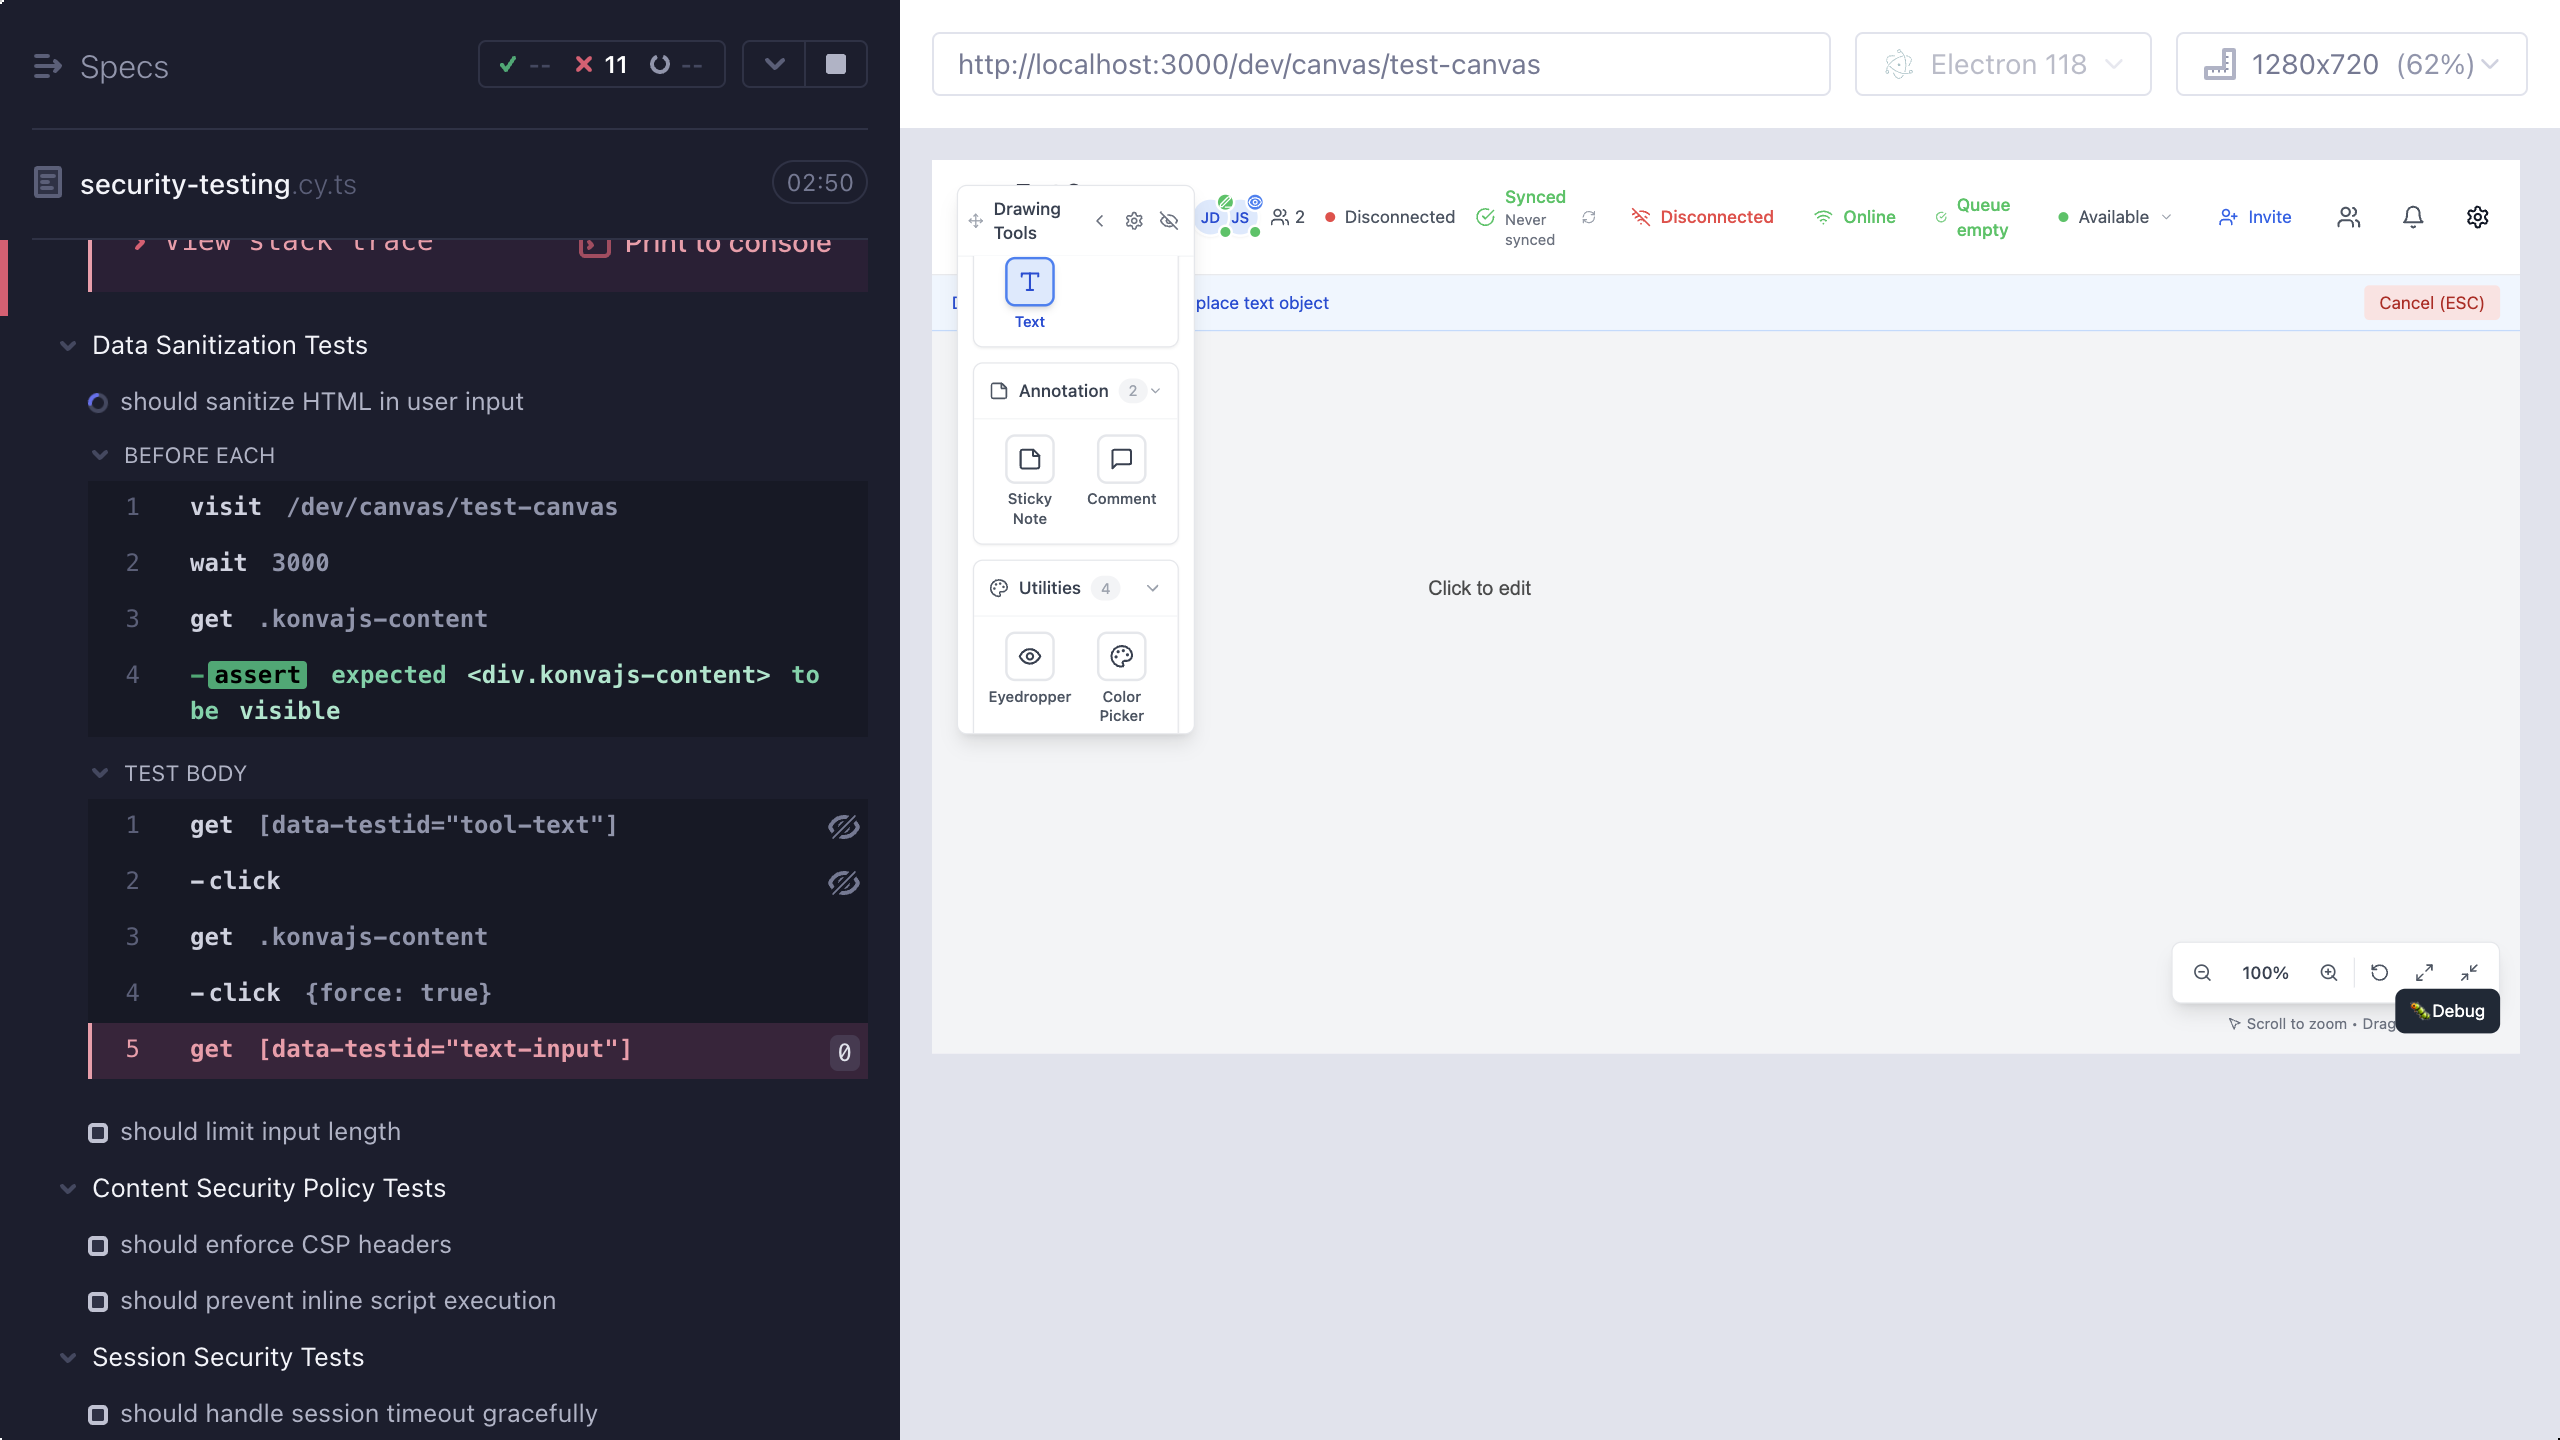 Specs
-- 11 --
security-testing.cy.ts
02:50
View stack trace
Print to console
Data Sanitization Tests
should sanitize HTML in user input
BEFORE EACH
1 visit /dev/canvas/test-canvas
2 wait 3000
3 get .konvajs-content
4 -assert expected <div.konvajs-content> to
be visible
TEST BODY
1 get [data-testid="tool-text"]
2 -click
3 get .konvajs-content
4 -click {force: true}
5 get [data-testid="text-input"] 0
should limit input length
Content Security Policy Tests
should enforce CSP headers
should prevent inline script execution
Session Security Tests
should handle session timeout gracefully
http://localhost:3000/dev/canvas/test-canvas
Electron 118
1280x720 (62%)
Drawing
Tools
JD JS 2
Disconnected
Synced
Never
synced
Disconnected
Online
Queue
empty
Available
Invite
place text object
Cancel (ESC)
Text
Annotation 2
Sticky
Note
Comment
Utilities 4
Eyedropper
Color
Picker
Click to edit
100%
Debug
Scroll to zoom • Drag